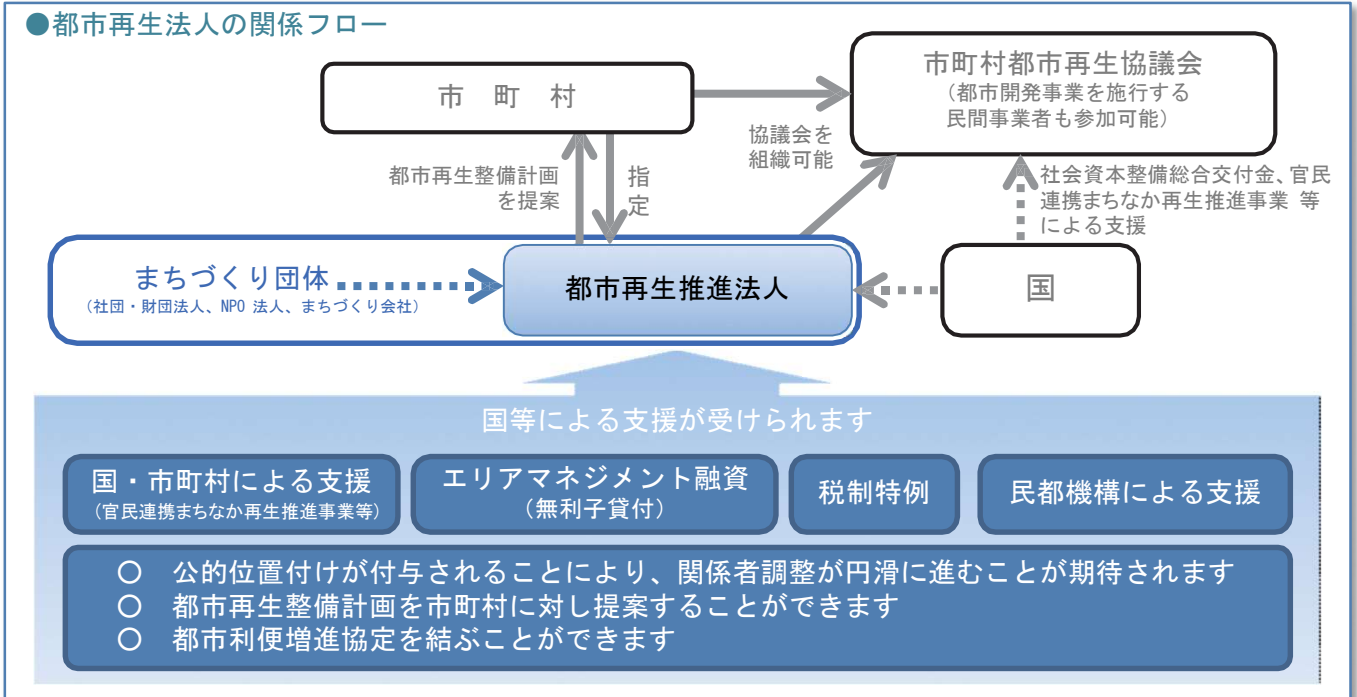 ●都市再生法人の関係フロー
市 町 村
市町村都市再生協議会
（都市開発事業を施行する
民間事業者も参加可能）
協議会を
組織可能
都市再生整備計画
を提案
指
定
社会資本整備総合交付金、官民
連携まちなか再生推進事業 等
による支援
まちづくり団体
（社団・財団法人、NPO 法人、まちづくり会社）
都市再生推進法人
国
国等による支援が受けられます
国・市町村による支援
（官民連携まちなか再生推進事業等）
エリアマネジメント融資
（無利子貸付）
税制特例
民都機構による支援
○ 公的位置付けが付与されることにより、関係者調整が円滑に進むことが期待されます
○ 都市再生整備計画を市町村に対し提案することができます
○ 都市利便増進協定を結ぶことができます